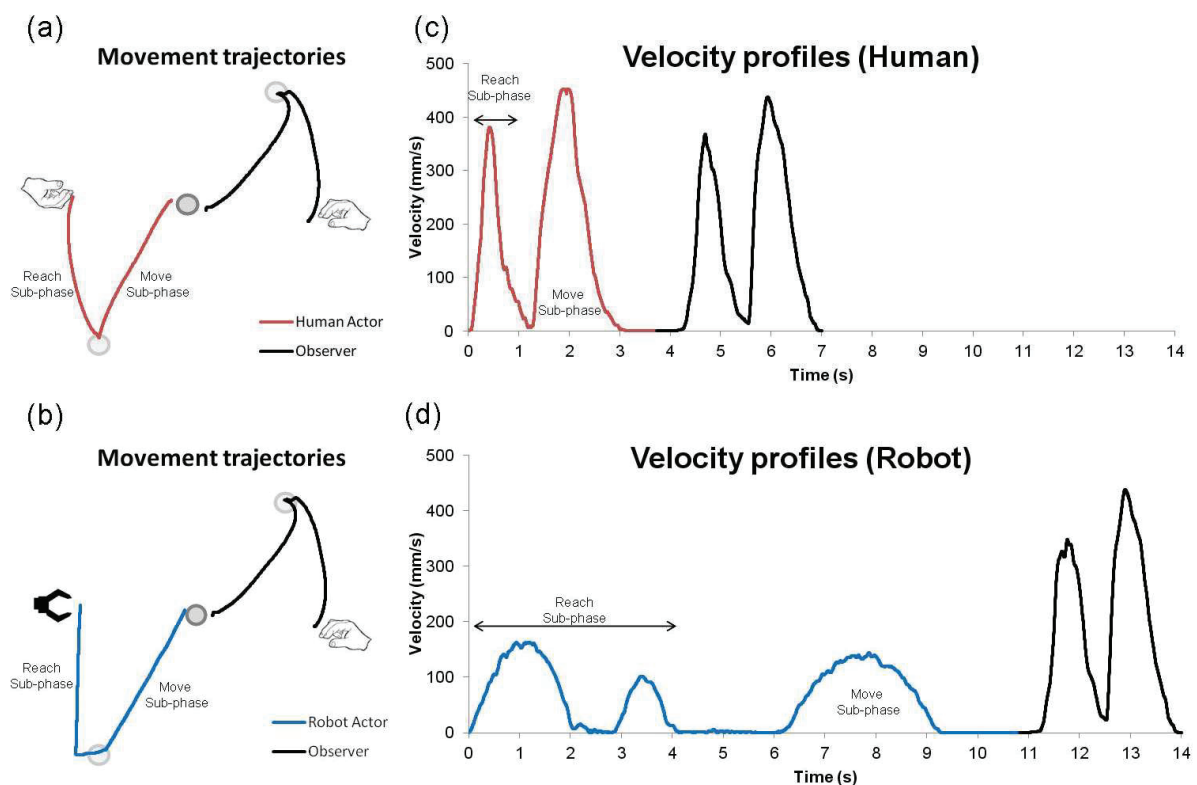 (a)
Movement trajectories
Reach
Sub-phase
Move
Sub-phase
Human Actor
Observer
(c)
Velocity profiles (Human)
500
400
300
200
100
0
Velocity (mm/s)
Reach
Sub-phase
Move
Sub-phase
0 1 2 3 4 5 6 7 8 9 10 11 12 13 14
Time (s)
(b)
Movement trajectories
Reach
Sub-phase
Move
Sub-phase
Robot Actor
Observer
(d)
Velocity profiles (Robot)
500
400
300
200
100
0
Velocity (mm/s)
Reach
Sub-phase
Move
Sub-phase
0 1 2 3 4 5 6 7 8 9 10 11 12 13 14
Time (s)